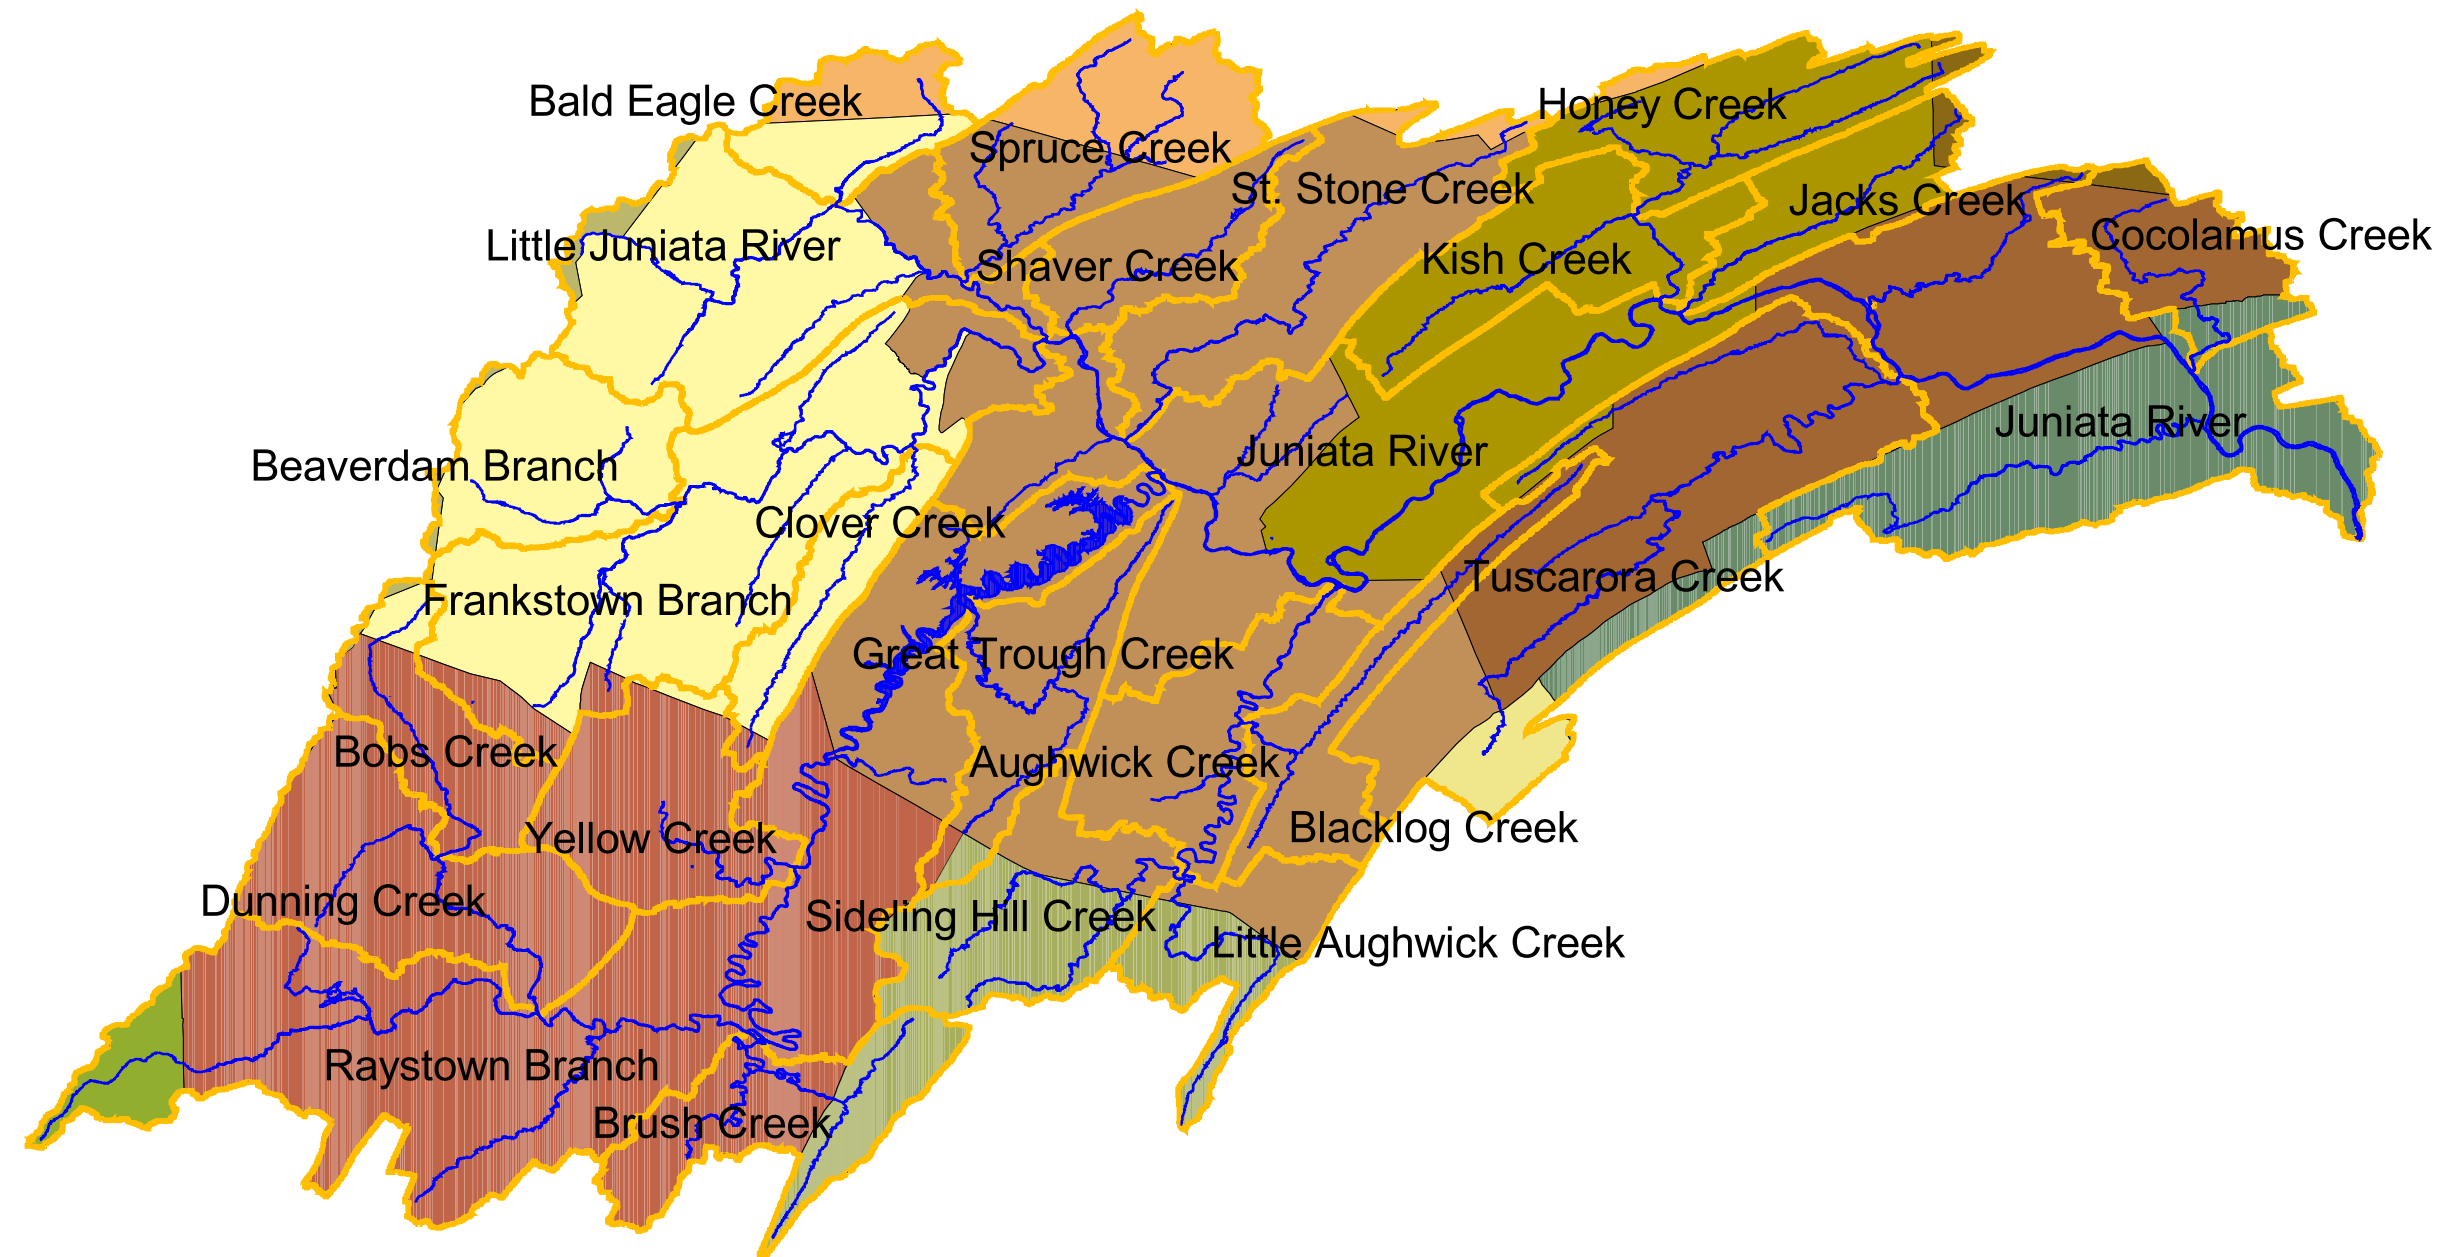 Bald Eagle Creek
Honey Creek
Spruce Creek
St. Stone Creek
Jacks Creek
Cocolamus Creek
Little Juniata River
Shaver Creek
Kish Creek
Juniata River
Juniata River
Beaverdam Branch
Clover Creek
Tuscarora Creek
Frankstown Branch
Great Trough Creek
Bobs Creek
Aughwick Creek
Yellow Creek
Blacklog Creek
Dunning Creek
Sideling Hill Creek
Little Aughwick Creek
Raystown Branch
Brush Creek